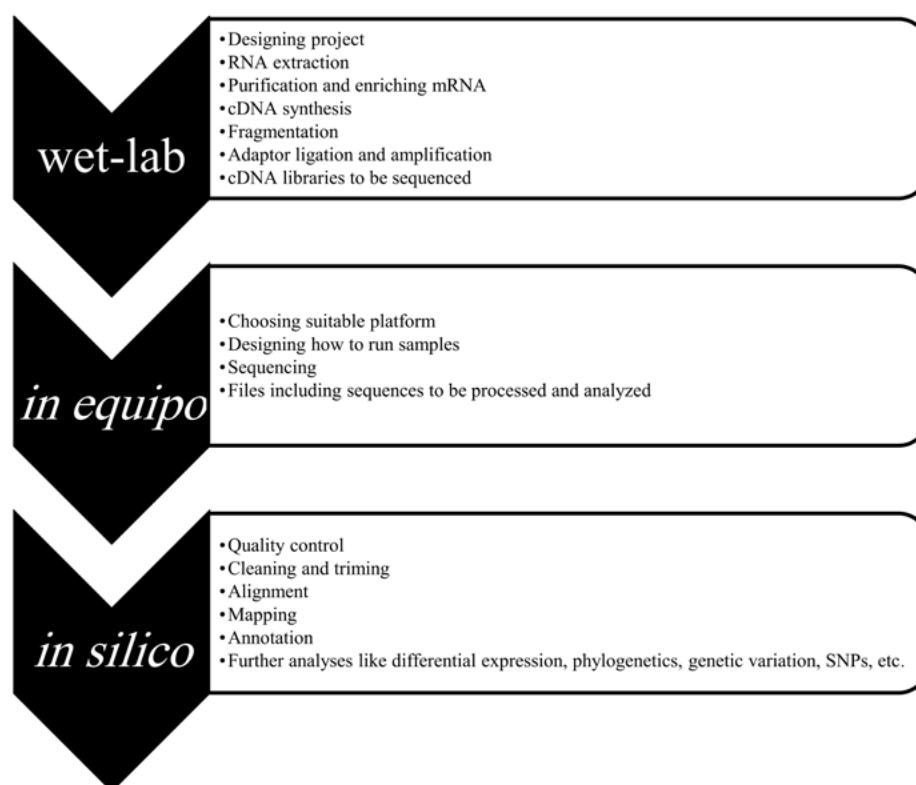 wet-lab
•Designing project
•RNA extraction
•Purification and enriching mRNA
•cDNA synthesis
•Fragmentation
•Adaptor ligation and amplification
•cDNA libraries to be sequenced
in equipo
•Choosing suitable platform
•Designing how to run samples
•Sequencing
•Files including sequences to be processed and analyzed
in silico
•Quality control
•Cleaning and triming
•Alignment
•Mapping
•Annotation
•Further analyses like differential expression, phylogenetics, genetic variation, SNPs, etc.